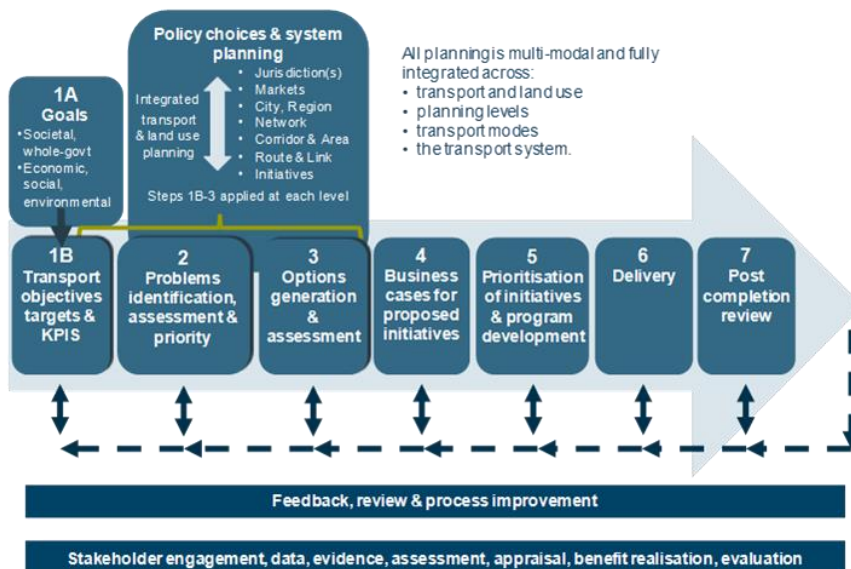 Policy choices & system
planning
Integrated
transport
& land use
planning
• Jurisdiction(s)
• Markets
• City, Region
• Network
• Corridor & Area
• Route & Link
• Initiatives
Steps 1B-3 applied at each level
All planning is multi-modal and fully
integrated across:
• transport and land use
• planning levels
• transport modes
• the transport system.
1A
Goals
•Societal,
whole-govt
•Economic,
social,
environmental
1B
Transport
objectives
targets &
KPIS
2
Problems
identification,
assessment &
priority
3
Options
generation
&
assessment
4
Business
cases for
proposed
initiatives
5
Prioritisation
of initiatives
& program
development
6
Delivery
7
Post
completion
review
Feedback, review & process improvement
Stakeholder engagement, data, evidence, assessment, appraisal, benefit realisation, evaluation